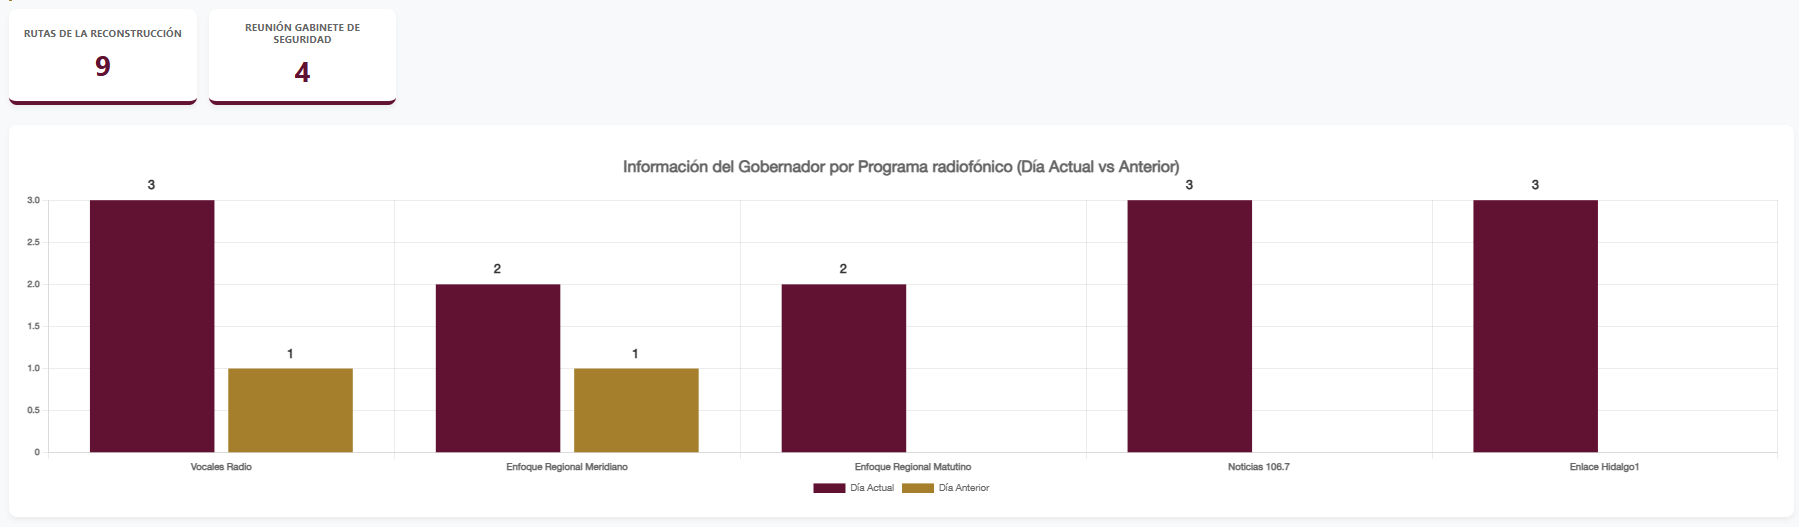 RUTAS DE LA RECONSTRUCCIÓN
9
REUNIÓN GABINETE DE
SEGURIDAD
4
Información del Gobernador por Programa radiofónico (Día Actual vs Anterior)
3.0
2.5
2.0
1.5
1.0
0.5
0
3
1
2
1
2
3
3
Vocales Radio
Enfoque Regional Meridiano
Enfoque Regional Matutino
Noticias 106.7
Enlace Hidalgo1
Día Actual
Día Anterior